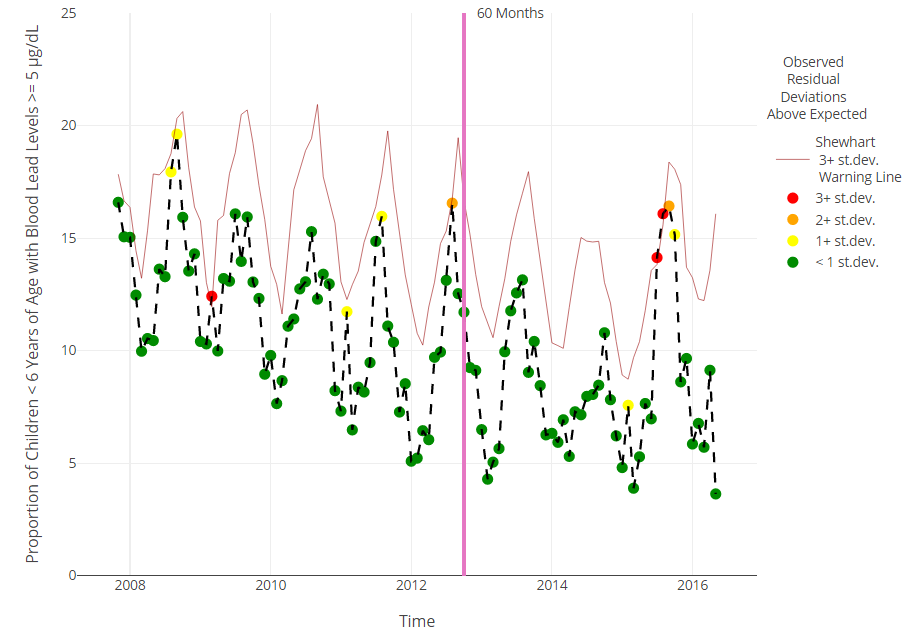 Proportion of Children < 6 Years of Age with Blood Lead Levels >= 5 µg/dL
25
20
15
10
5
0
60 Months
2008
2010
2012
2014
2016
Time
Observed
Residual
Deviations
Above Expected
Shewhart
3+ st.dev.
Warning Line
3+ st.dev.
2+ st.dev.
1+ st.dev.
< 1 st.dev.